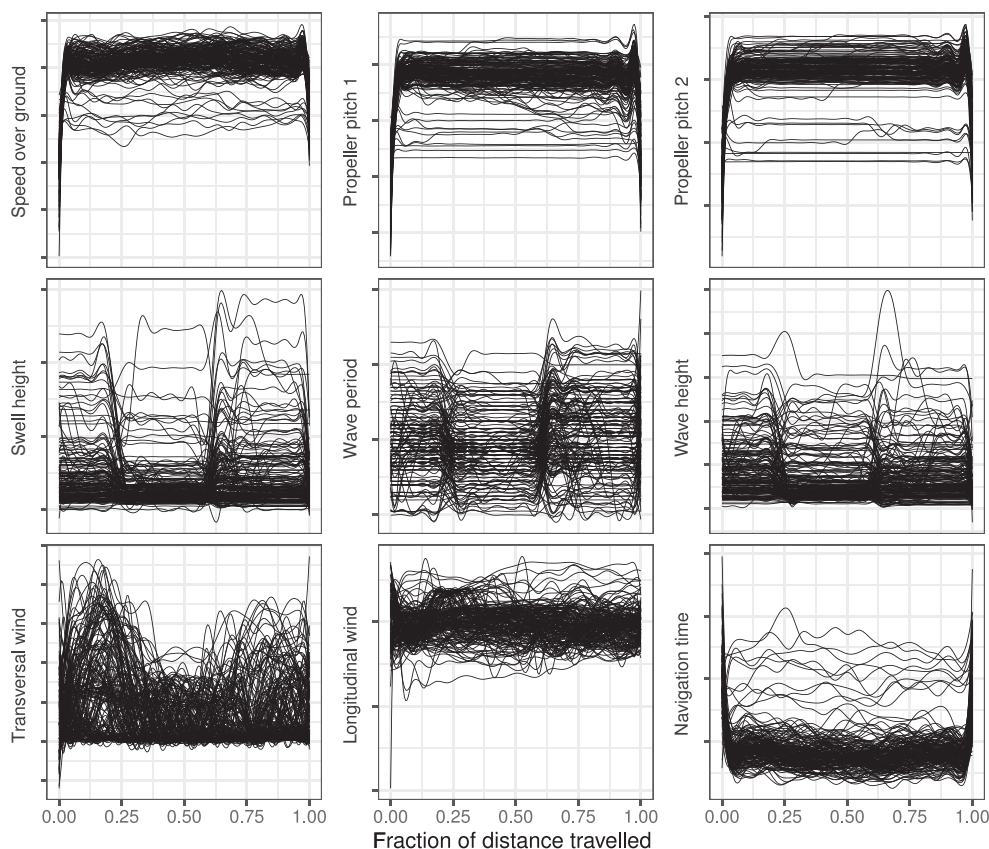 Speed over ground
Propeller pitch 1
Propeller pitch 2
Swell height
Wave period
Wave height
Transversal wind
Longitudinal wind
Navigation time
0.00 0.25 0.50 0.75 1.00
0.00 0.25 0.50 0.75 1.00
0.00 0.25 0.50 0.75 1.00
Fraction of distance travelled